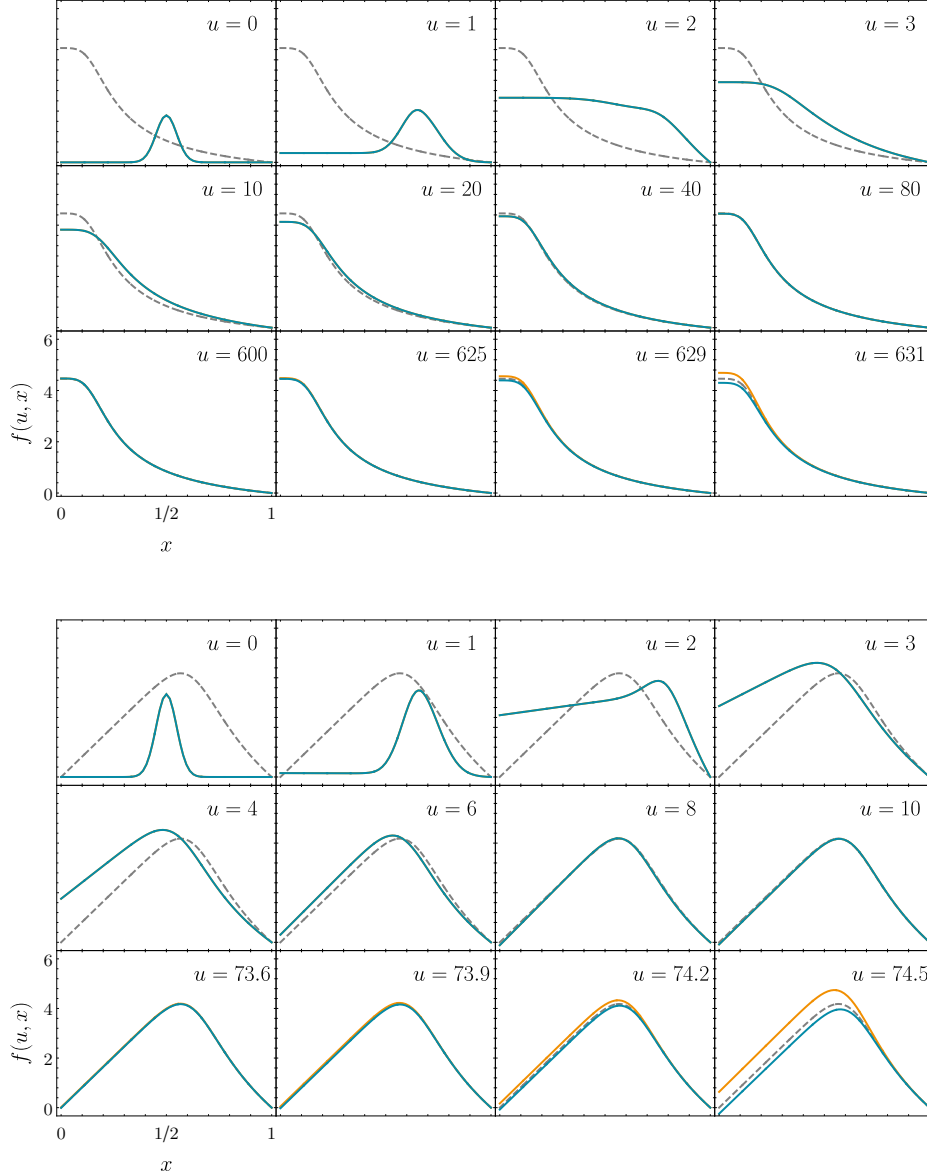 u = 0 u = 1 u = 2 u = 3
u = 10 u = 20 u = 40 u = 80
u = 600 u = 625 u = 629 u = 631
6
4
2
0
f(u, x)
0 1/2 1
x
u = 0 u = 1 u = 2 u = 3
u = 4 u = 6 u = 8 u = 10
u = 73.6 u = 73.9 u = 74.2 u = 74.5
6
4
2
0
f(u, x)
0 1/2 1
x